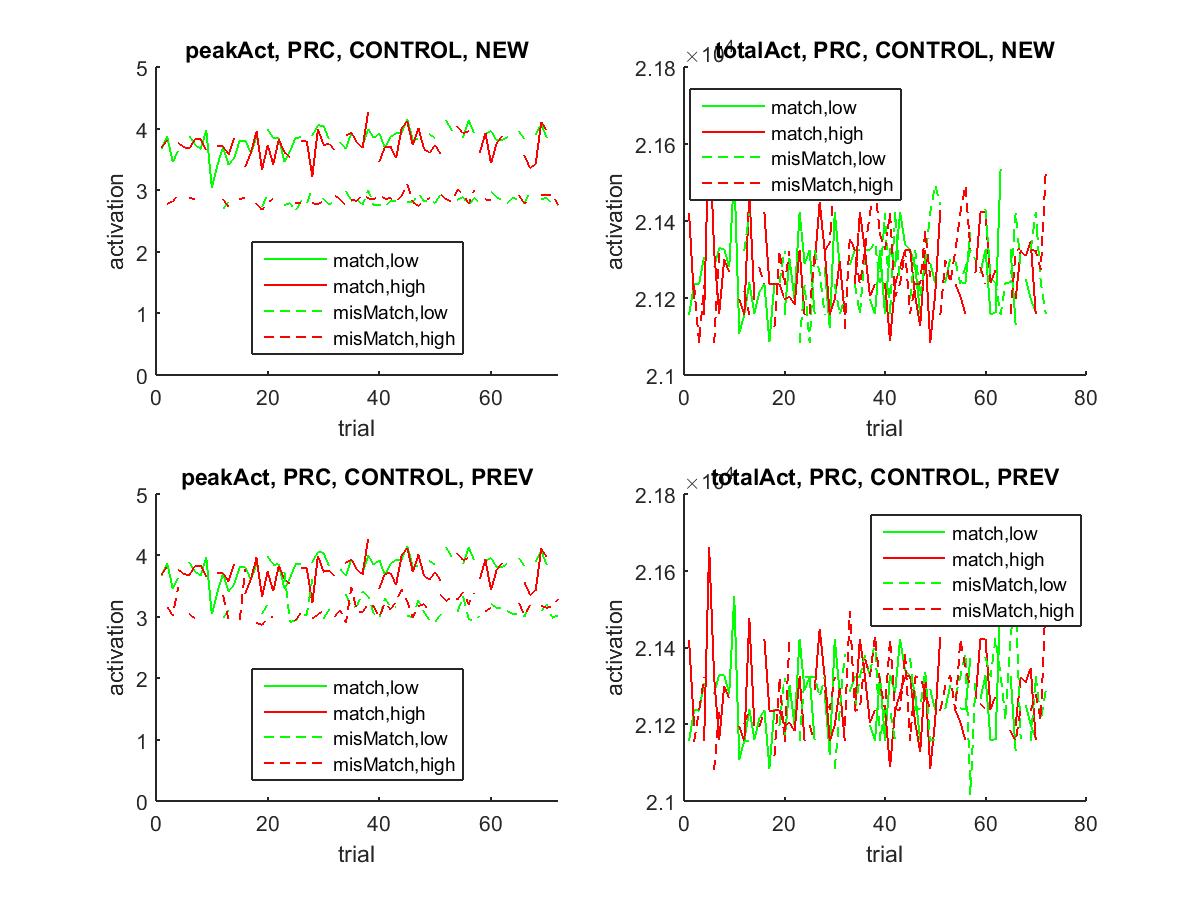 peakAct, PRC, CONTROL, NEW
5
4
3
2
1
0
activation
match,low
match,high
misMatch,low
misMatch,high
0 20 40 60
trial
×10^4
totalAct, PRC, CONTROL, NEW
2.18
2.16
2.14
2.12
2.1
activation
match,low
match,high
misMatch,low
misMatch,high
0 20 40 60 80
trial
peakAct, PRC, CONTROL, PREV
5
4
3
2
1
0
activation
match,low
match,high
misMatch,low
misMatch,high
0 20 40 60
trial
×10^4
totalAct, PRC, CONTROL, PREV
2.18
2.16
2.14
2.12
2.1
activation
match,low
match,high
misMatch,low
misMatch,high
0 20 40 60 80
trial